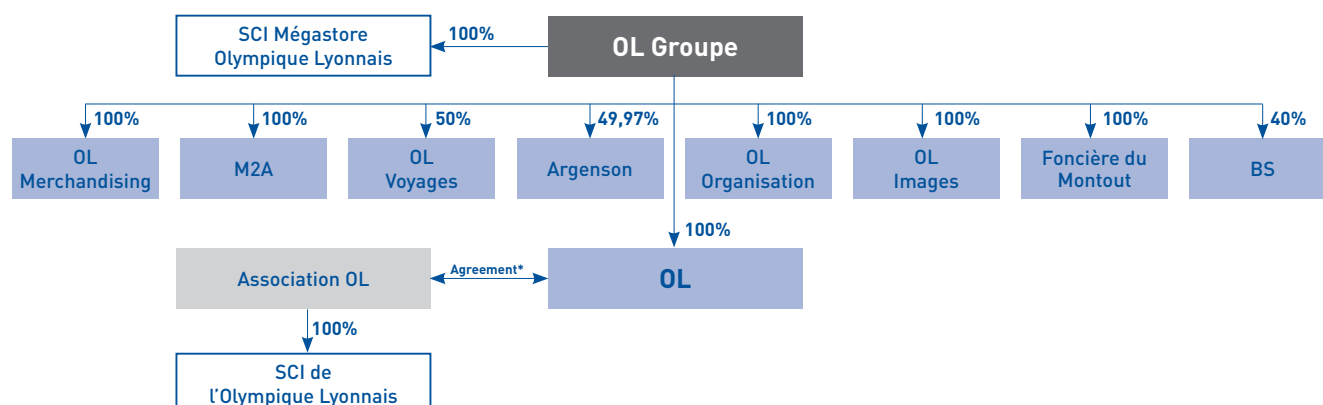 SCI Mégastore
Olympique Lyonnais
100%
OL Groupe
100%
100%
50%
49,97%
100%
100%
100%
40%
OL
Merchandising
M2A
OL
Voyages
Argenson
OL
Organisation
OL
Images
Foncière du
Montout
BS
100%
Association OL
Agreement*
OL
100%
SCI de
l'Olympique Lyonnais